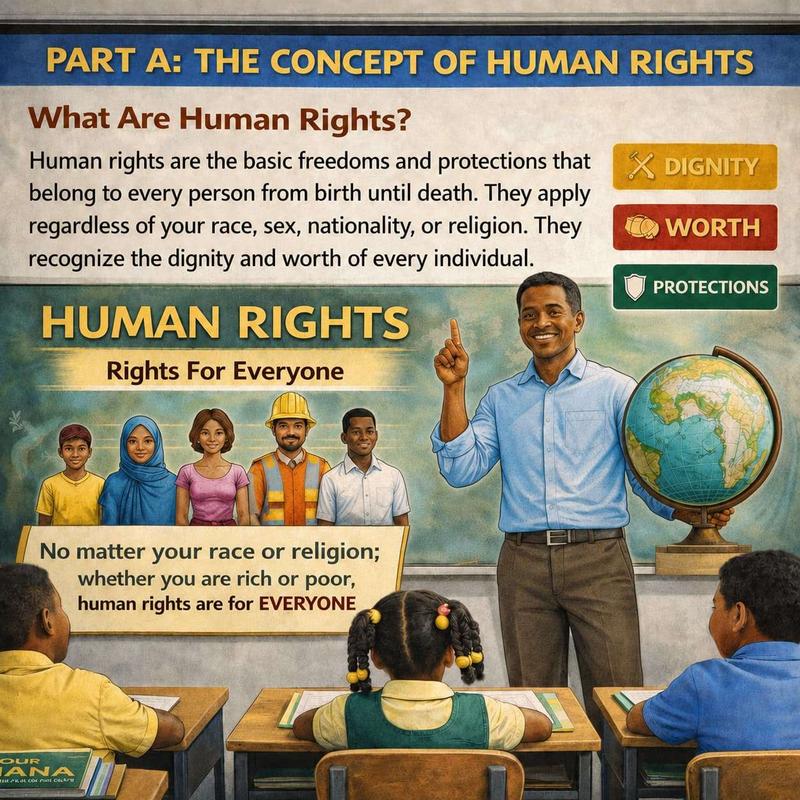 PART A: THE CONCEPT OF HUMAN RIGHTS
What Are Human Rights?
Human rights are the basic freedoms and protections that
belong to every person from birth until death. They apply
regardless of your race, sex, nationality, or religion. They
recognize the dignity and worth of every individual.
DIGNITY
WORTH
PROTECTIONS
HUMAN RIGHTS
Rights For Everyone
No matter your race or religion;
whether you are rich or poor,
human rights are for EVERYONE
OUR